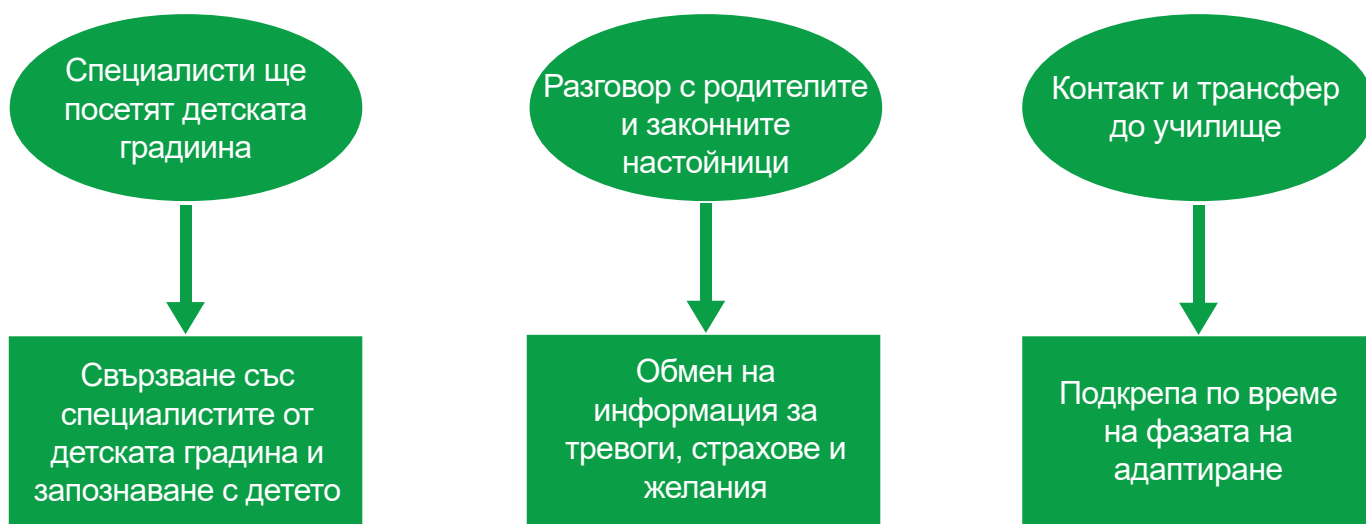 Специалисти ще
посетят детската
градиина
Разговор с родителите
и законните
настойници
Контакт и трансфер
до училище
Свързване със
специалистите от
детската градина и
запознаване с детето
Обмен на
информация за
тревоги, страхове и
желания
Подкрепа по време
на фазата на
адаптиране